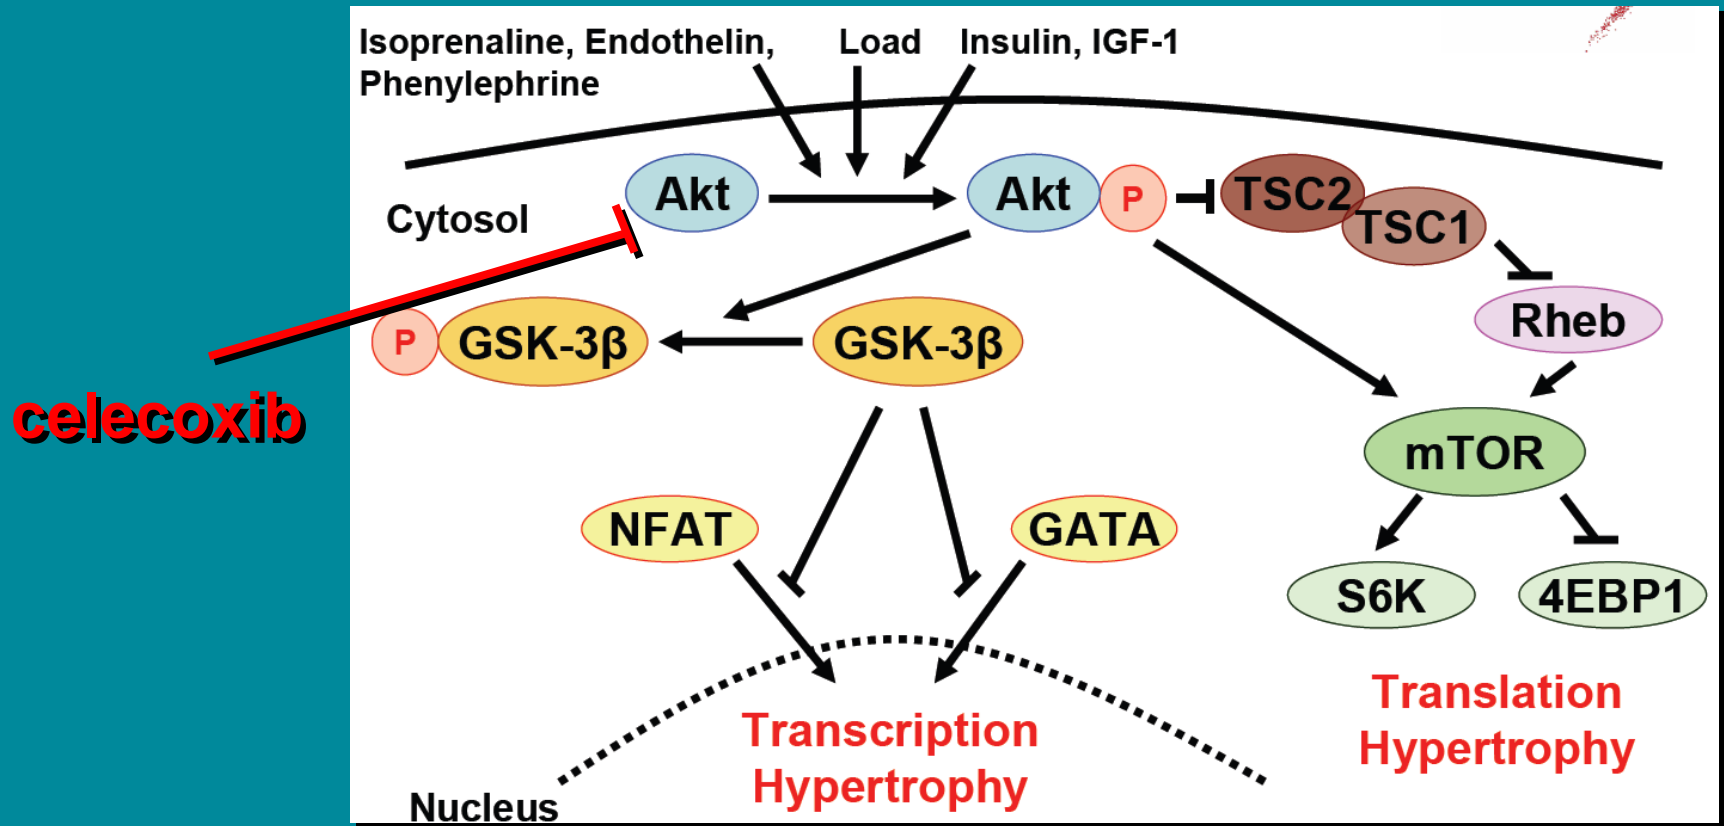 Isoprenaline, Endothelin,
Phenylephrine
Load
Insulin, IGF-1
Akt
Akt
P
TSC2
TSC1
Cytosol
Rheb
P
GSK-3β
GSK-3β
celecoxib
mTOR
NFAT
GATA
S6K
4EBP1
Transcription
Hypertrophy
Translation
Hypertrophy
Nucleus